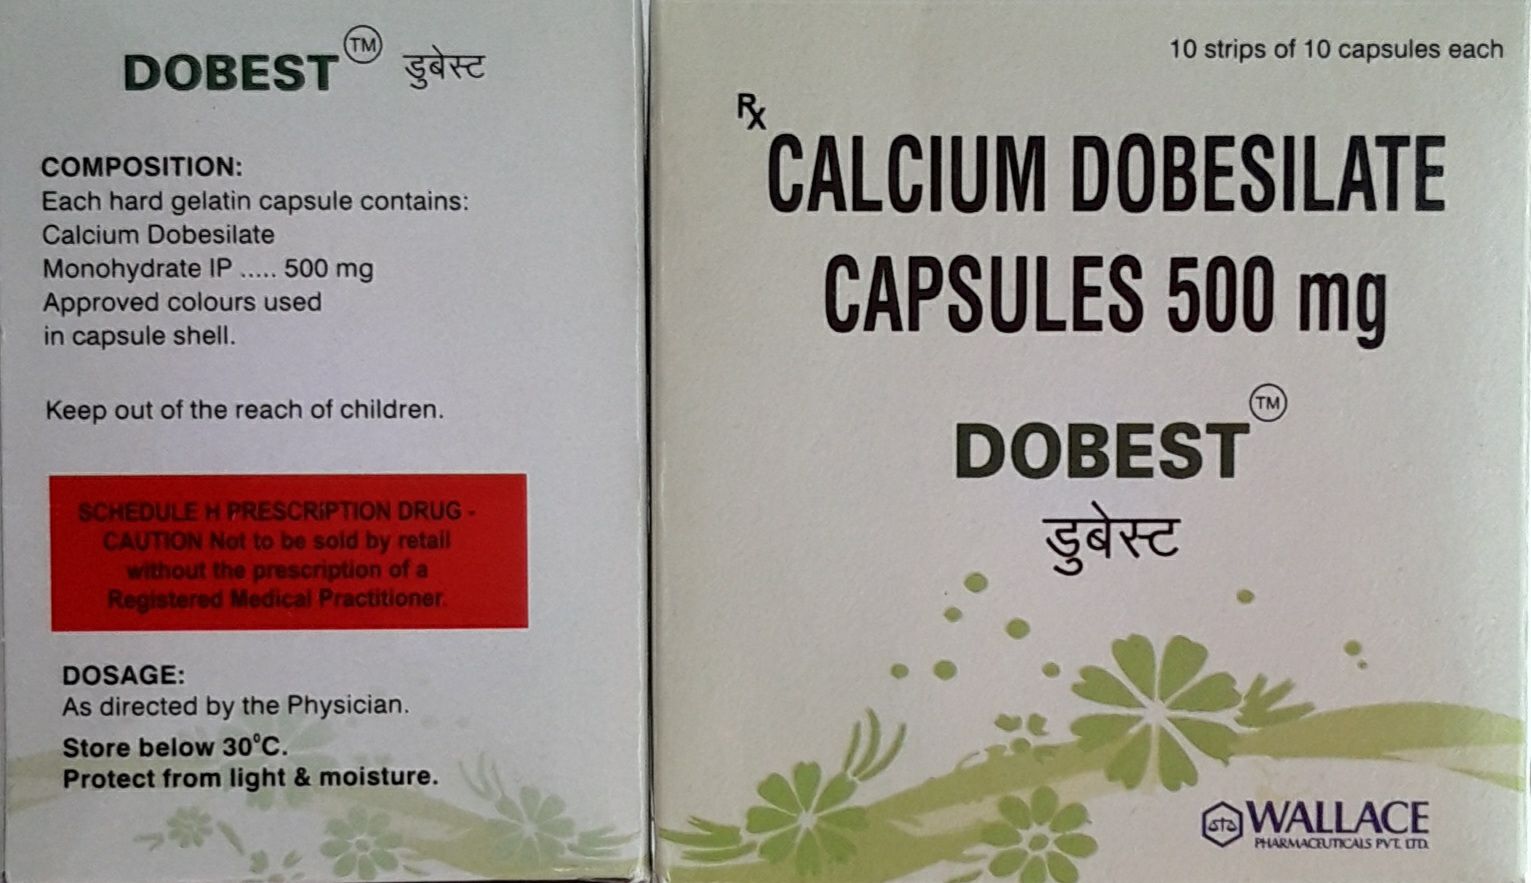 DOBEST TM डुबेस्ट
COMPOSITION:
Each hard gelatin capsule contains:
Calcium Dobesilate
Monohydrate IP ..... 500 mg
Approved colours used
in capsule shell.
Keep out of the reach of children.
SCHEDULE H PRESCRIPTION DRUG -
CAUTION Not to be sold by retail
without the prescription of a
Registered Medical Practitioner.
DOSAGE:
As directed by the Physician.
Store below 30°C.
Protect from light & moisture.
10 strips of 10 capsules each
Rx
CALCIUM DOBESILATE
CAPSULES 500 mg
DOBEST TM
डुबेस्ट
WALLACE
PHARMACEUTICALS PVT. LTD.